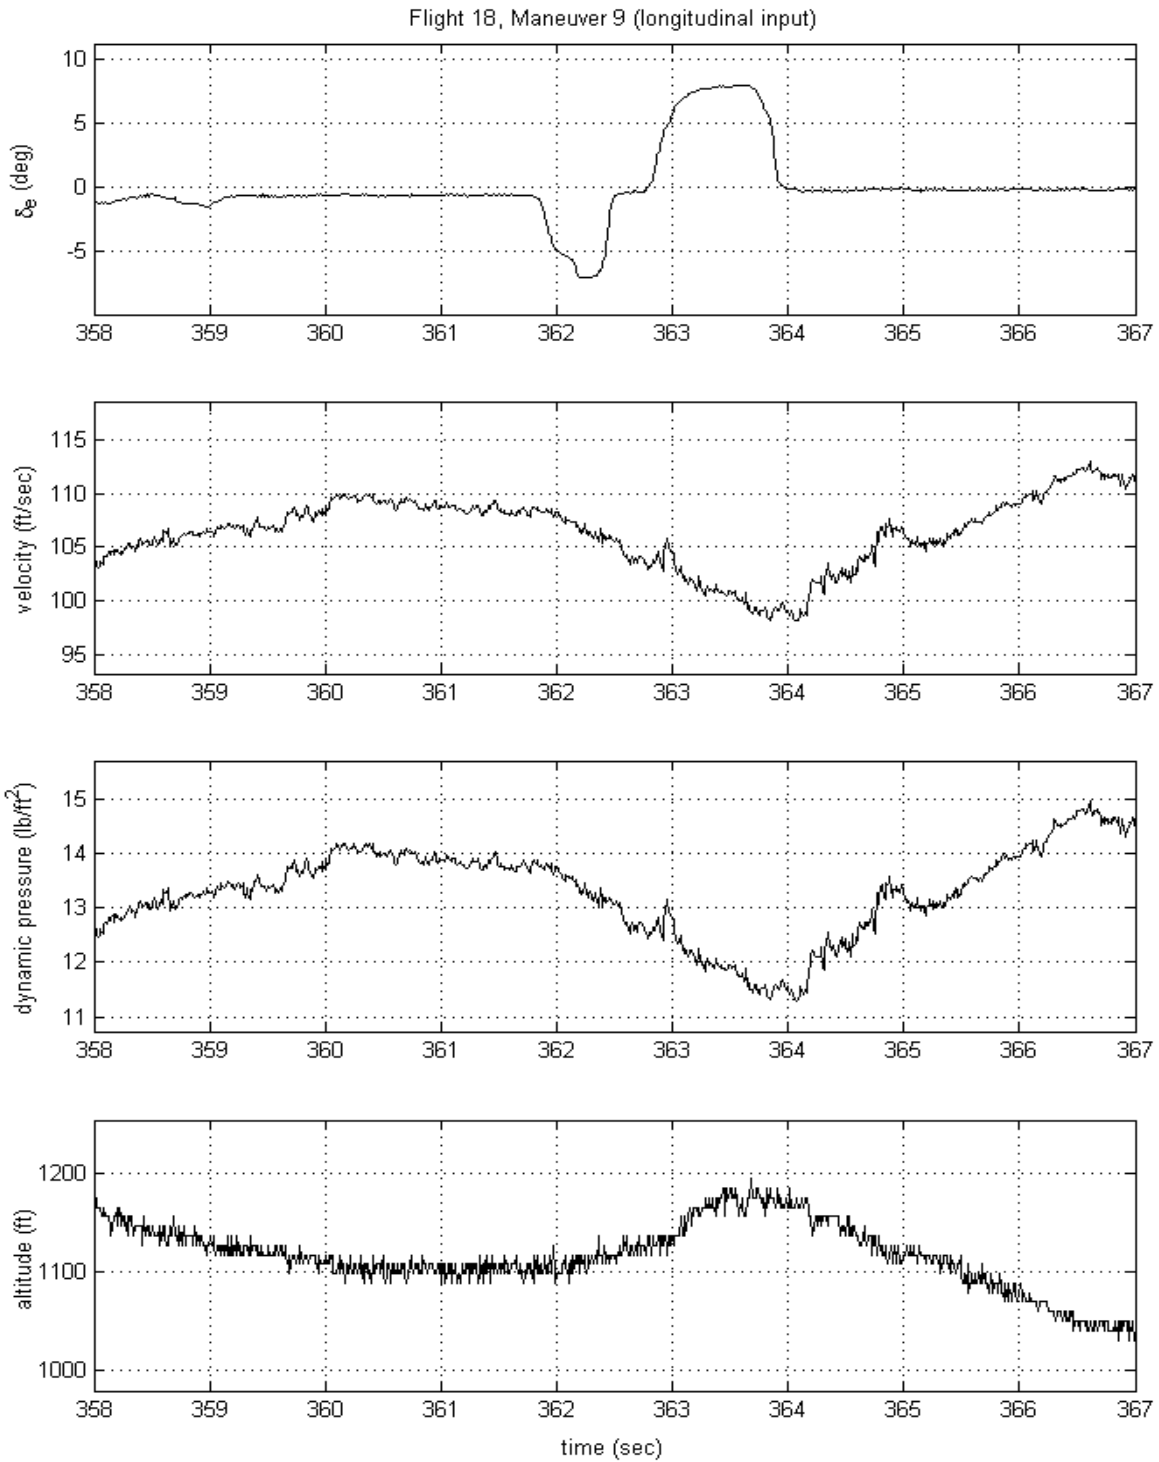 Flight 18, Maneuver 9 (longitudinal input)
δe (deg)
10
5
0
-5
358 359 360 361 362 363 364 365 366 367
velocity (ft/sec)
115
110
105
100
95
358 359 360 361 362 363 364 365 366 367
dynamic pressure (lb/ft²)
15
14
13
12
11
358 359 360 361 362 363 364 365 366 367
altitude (ft)
1200
1100
1000
358 359 360 361 362 363 364 365 366 367
time (sec)